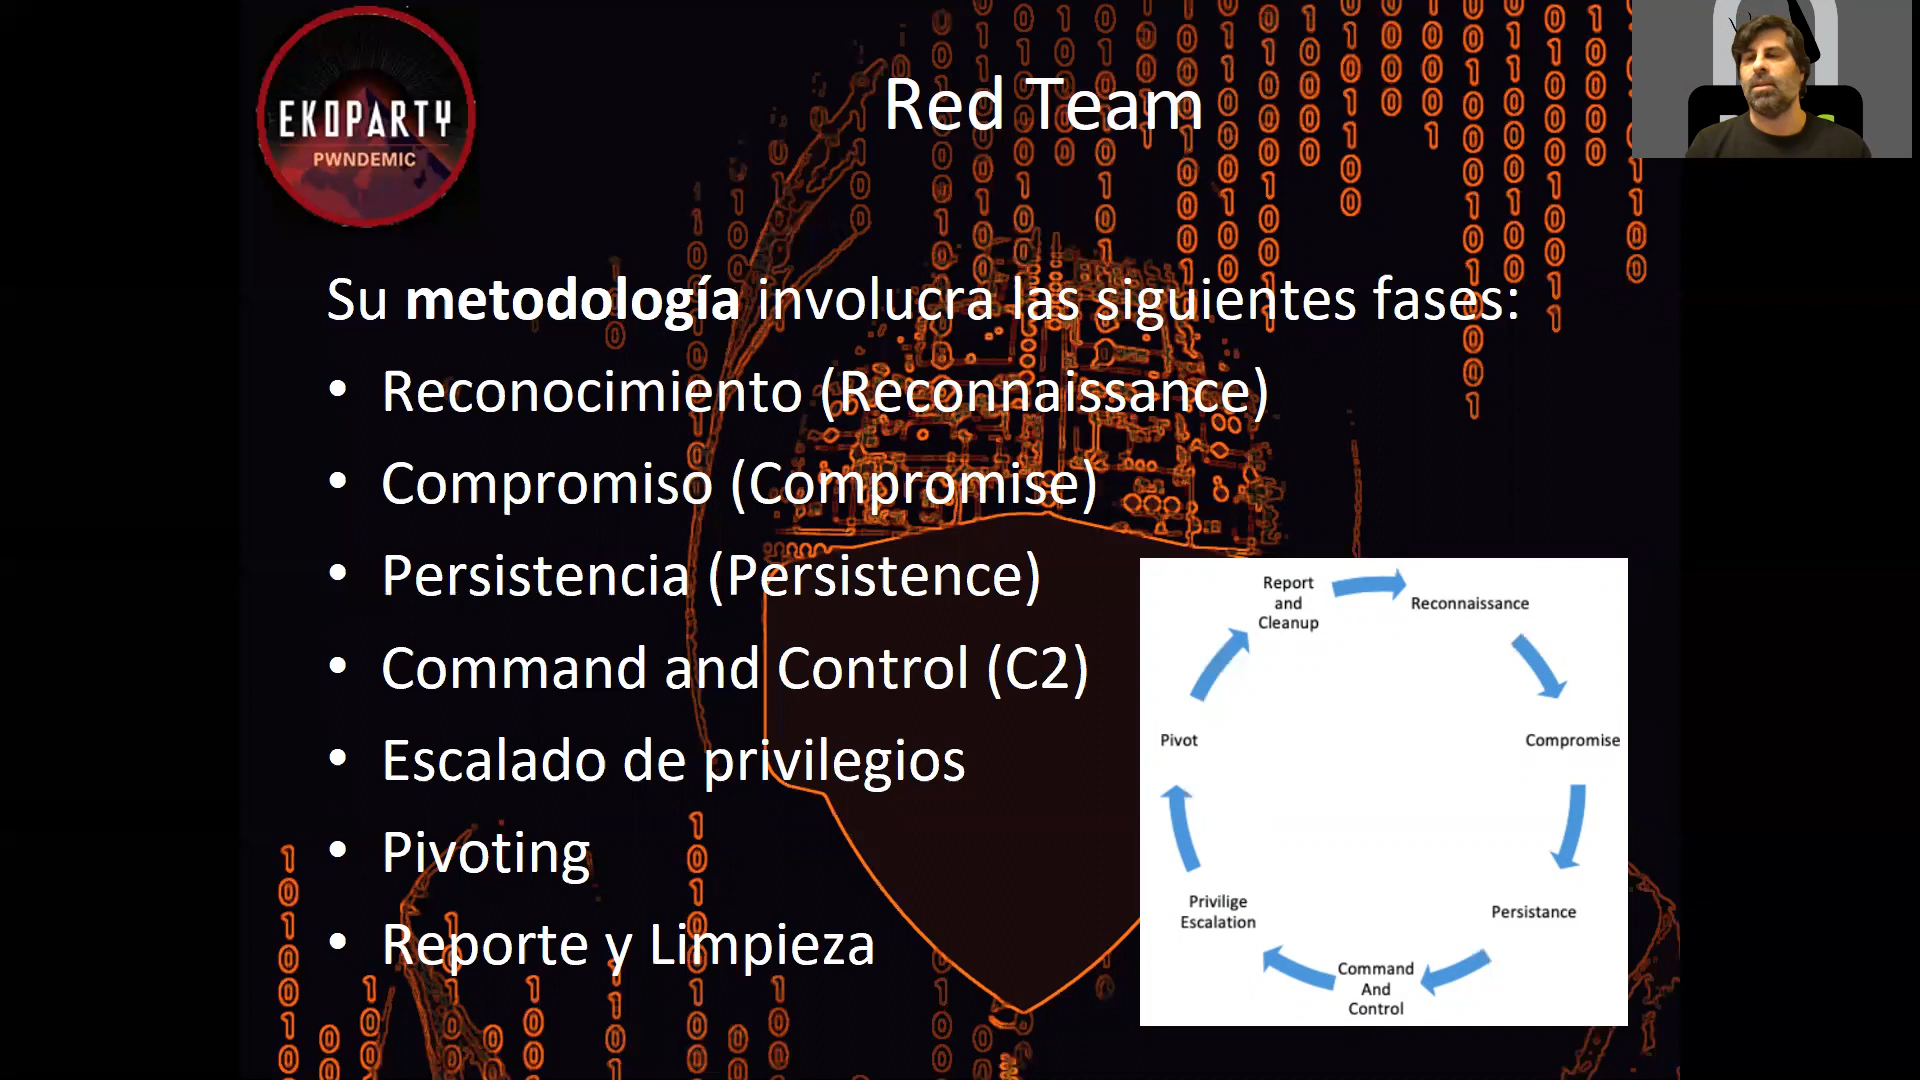 EKOPARTY
PWNDEMIC
Red Team
Su metodología involucra las siguientes fases:
• Reconocimiento (Reconnaissance)
• Compromiso (Compromise)
• Persistencia (Persistence)
• Command and Control (C2)
• Escalado de privilegios
• Pivoting
• Reporte y Limpieza
Report
and
Cleanup
Reconnaissance
Compromise
Persistance
Command
And
Control
Privilige
Escalation
Pivot